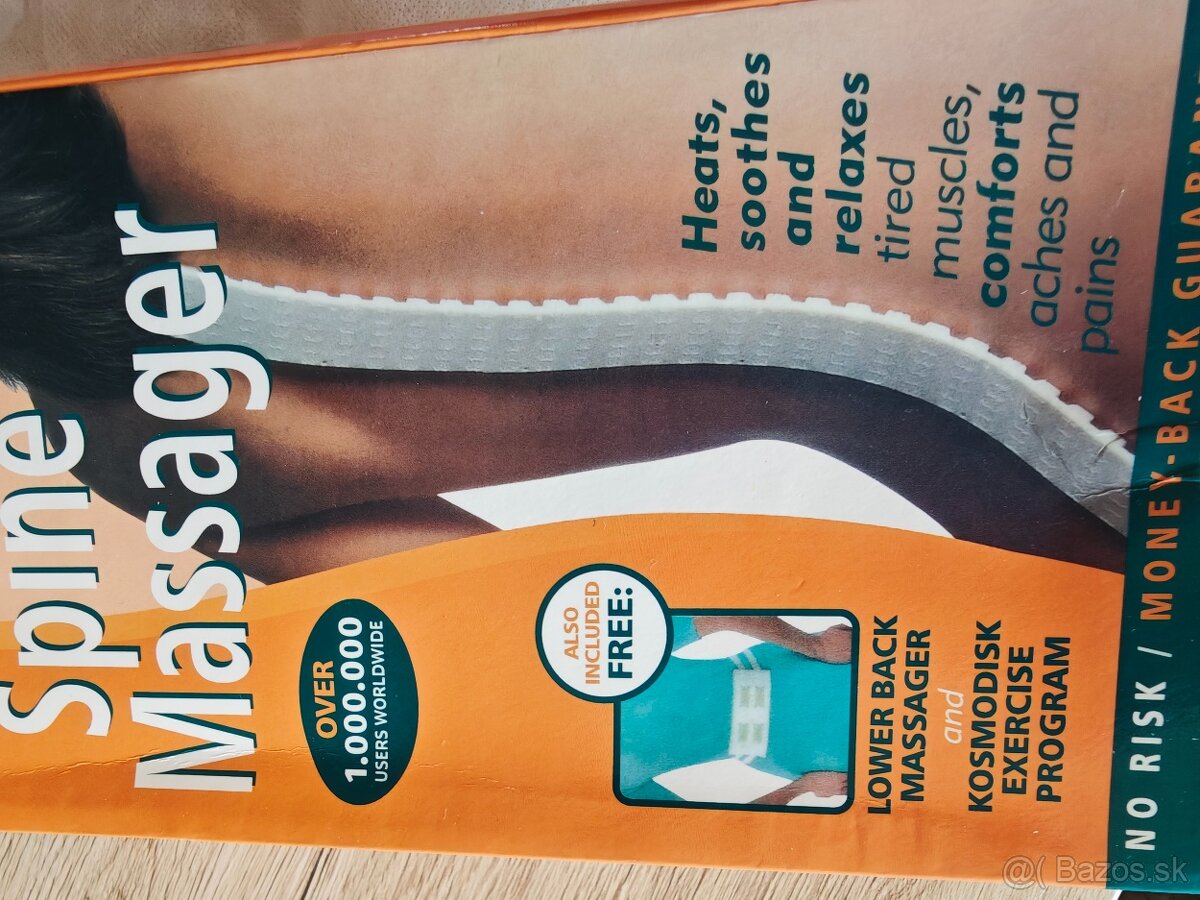 Spine
Massager
OVER
1.000.000
USERS WORLDWIDE
Heats,
soothes
and
relaxes
tired
muscles,
comforts
aches and
pains
ALSO
INCLUDED
FREE:
LOWER BACK
MASSAGER
and
KOSMODISK
EXERCISE
PROGRAM
NO RISK / MONEY-BACK
Bazos.sk